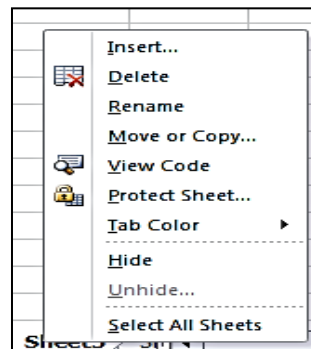 Insert...
Delete
Rename
Move or Copy...
View Code
Protect Sheet...
Tab Color
Hide
Unhide...
Select All Sheets